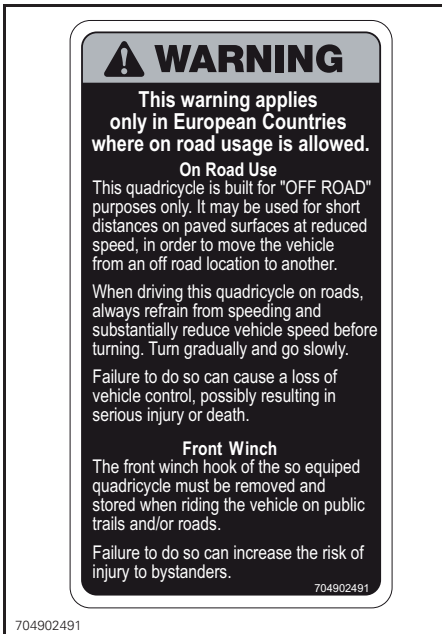 WARNING
This warning applies
only in European Countries
where on road usage is allowed.
On Road Use
This quadricycle is built for "OFF ROAD"
purposes only. It may be used for short
distances on paved surfaces at reduced
speed, in order to move the vehicle
from an off road location to another.
When driving this quadricycle on roads,
always refrain from speeding and
substantially reduce vehicle speed before
turning. Turn gradually and go slowly.
Failure to do so can cause a loss of
vehicle control, possibly resulting in
serious injury or death.
Front Winch
The front winch hook of the so equiped
quadricycle must be removed and
stored when riding the vehicle on public
trails and/or roads.
Failure to do so can increase the risk of
injury to bystanders.
704902491
704902491